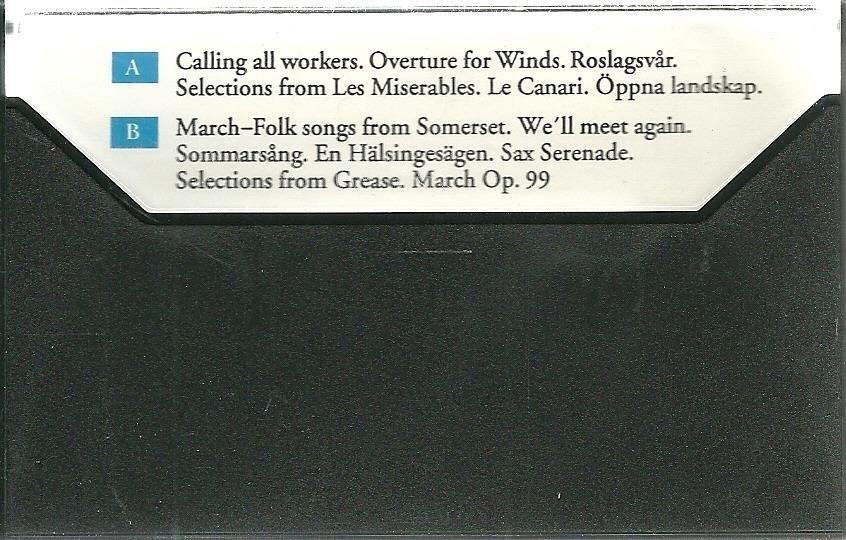 A Calling all workers. Overture for Winds. Roslagsvår.
Selections from Les Miserables. Le Canari. Öppna landskap.
B March–Folk songs from Somerset. We'll meet again.
Sommarsång. En Hälsingesägen. Sax Serenade.
Selections from Grease. March Op. 99